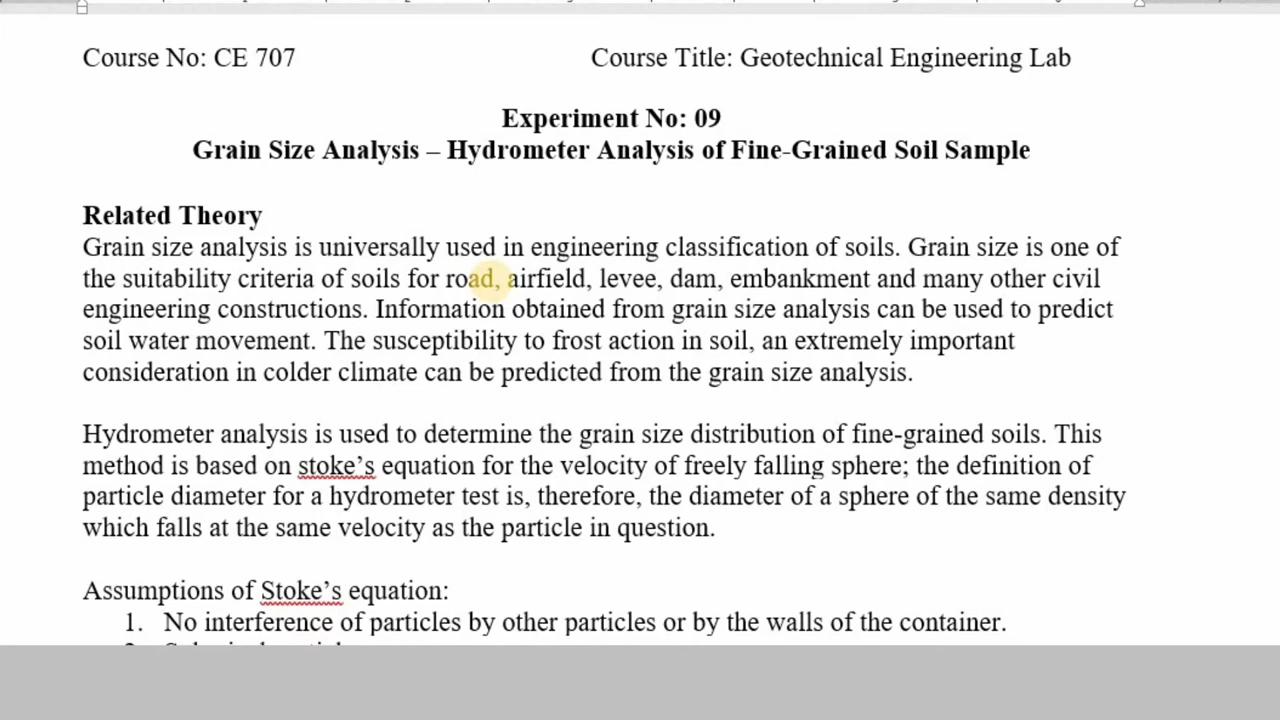 Course No: CE 707 Course Title: Geotechnical Engineering Lab
Experiment No: 09
Grain Size Analysis – Hydrometer Analysis of Fine-Grained Soil Sample
Related Theory
Grain size analysis is universally used in engineering classification of soils. Grain size is one of
the suitability criteria of soils for road, airfield, levee, dam, embankment and many other civil
engineering constructions. Information obtained from grain size analysis can be used to predict
soil water movement. The susceptibility to frost action in soil, an extremely important
consideration in colder climate can be predicted from the grain size analysis.
Hydrometer analysis is used to determine the grain size distribution of fine-grained soils. This
method is based on stoke’s equation for the velocity of freely falling sphere; the definition of
particle diameter for a hydrometer test is, therefore, the diameter of a sphere of the same density
which falls at the same velocity as the particle in question.
Assumptions of Stoke’s equation:
1. No interference of particles by other particles or by the walls of the container.